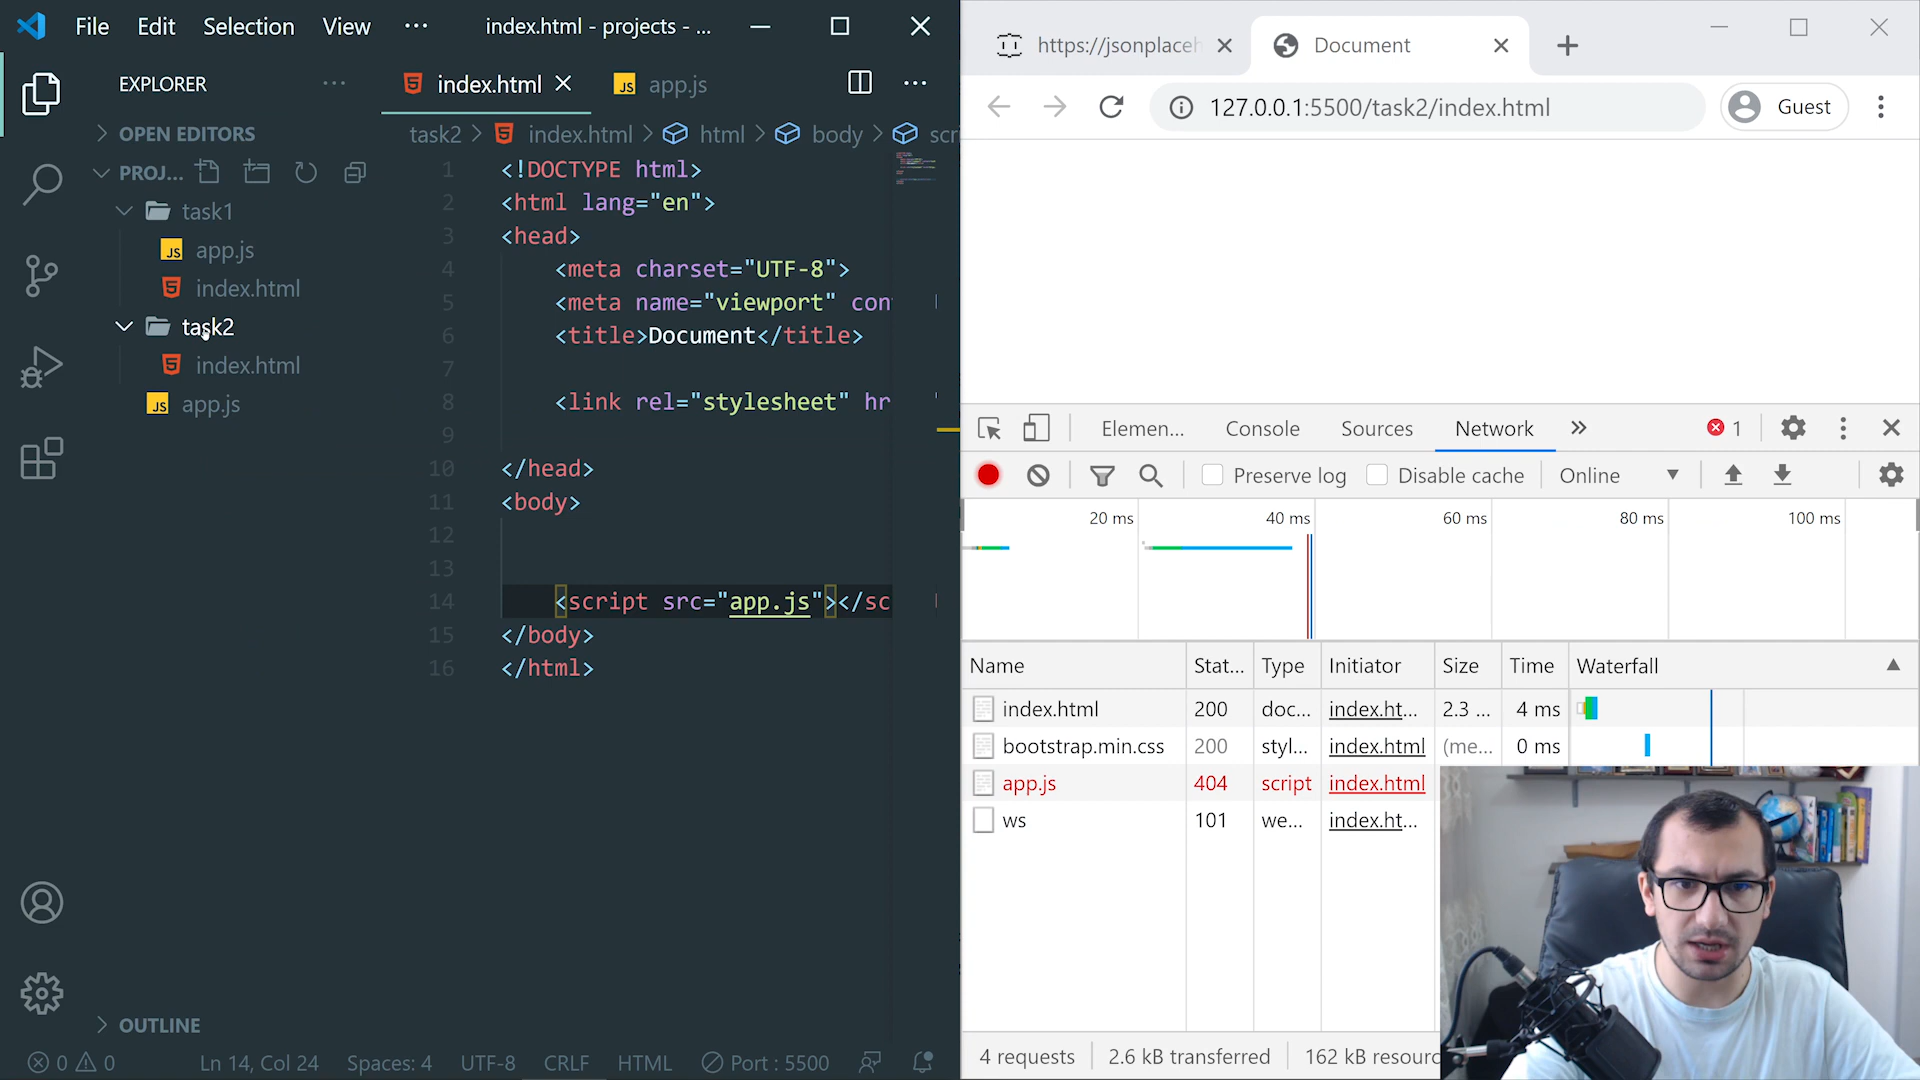 File Edit Selection View ··· index.html - projects - ...
EXPLORER ···
index.html
JS app.js
OPEN EDITORS
task2 > index.html > html > body > scr
PROJ...
task1
JS app.js
index.html
task2
index.html
JS app.js
OUTLINE
1 <!DOCTYPE html>
2 <html lang="en">
3 <head>
4 <meta charset="UTF-8">
5 <meta name="viewport" con
6 <title>Document</title>
7
8 <link rel="stylesheet" hr
9
10 </head>
11 <body>
12
13
14 <script src="app.js"></sc
15 </body>
16 </html>
0 0 Ln 14, Col 24 Spaces: 4 UTF-8 CRLF HTML Port : 5500
https://jsonplaceh
Document
127.0.0.1:5500/task2/index.html
Guest
Elemen... Console Sources Network 1
Preserve log Disable cache Online
20 ms 40 ms 60 ms 80 ms 100 ms
Name Stat... Type Initiator Size Time Waterfall
index.html 200 doc... index.ht... 2.3 ... 4 ms
bootstrap.min.css 200 styl... index.html (me... 0 ms
app.js 404 script index.html
ws 101 we... index.ht...
4 requests 2.6 kB transferred 162 kB resourc